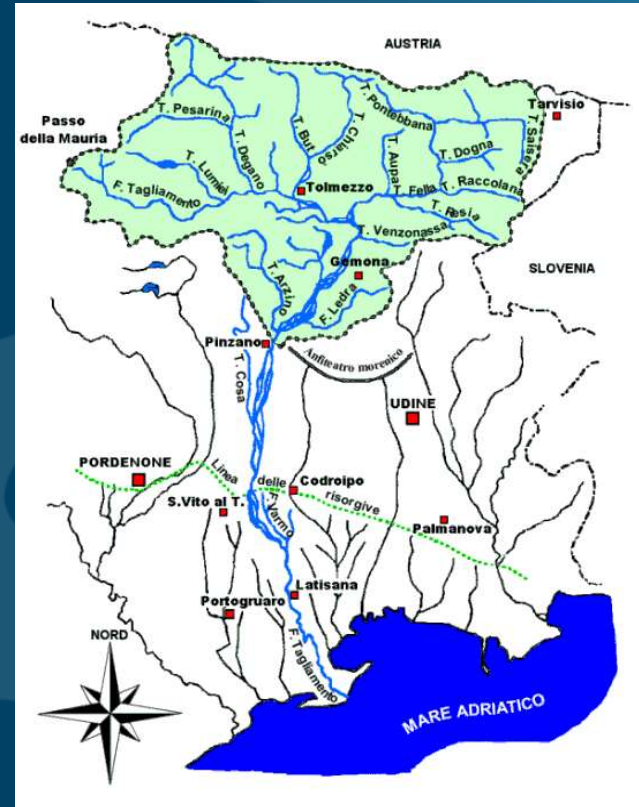 AUSTRIA
Passo
della Mauria
T. Pesarina
T. Degano
T. But
T. Chiarso
T. Pontebbana
Tarvisio
T. Saisera
T. Dogna
T. Aupa
T. Lumiei
F. Tagliamento
Tolmezzo
T. Fella
T. Raccolana
T. Resia
T. Venzonassa
Gemona
SLOVENIA
T. Arzino
F. Ledra
Pinzano
Anfiteatro morenico
T. Cosa
UDINE
PORDENONE
Linea delle risorgive
Codroipo
S.Vito al T.
F. Varmo
Palmanova
Latisana
Portogruaro
F. Tagliamento
NORD
MARE ADRIATICO